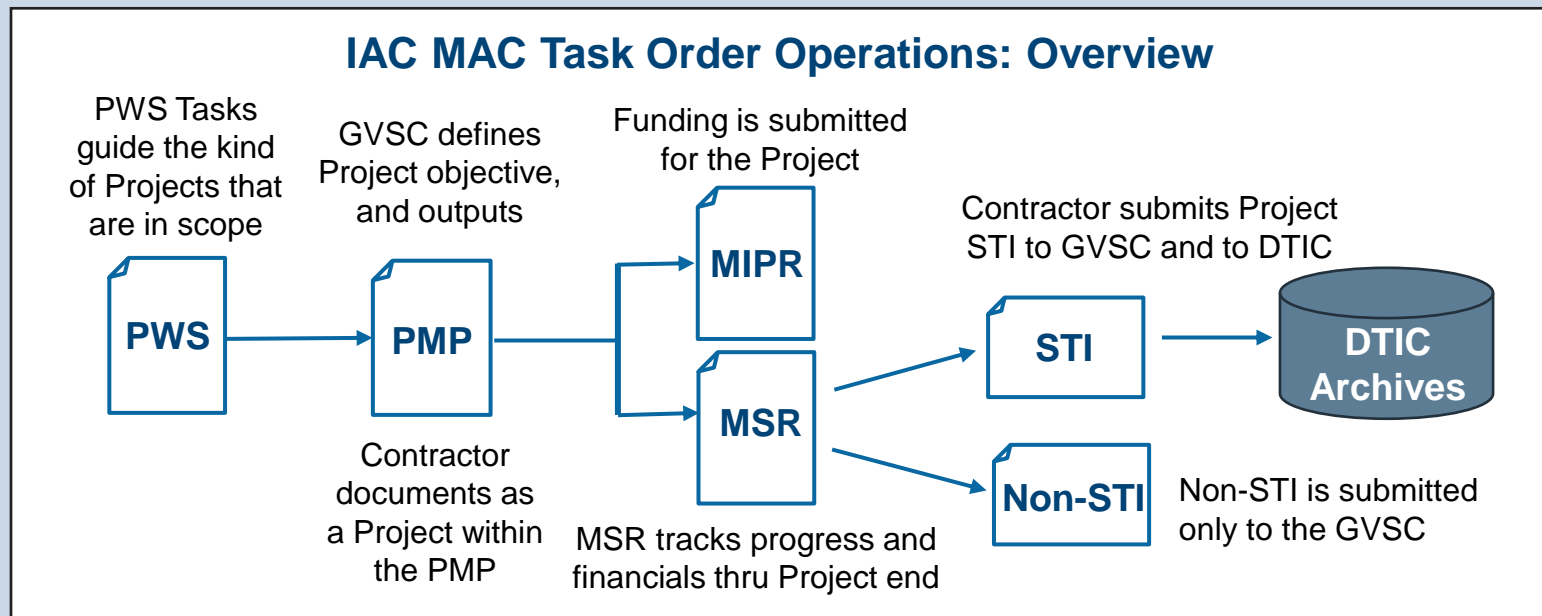 IAC MAC Task Order Operations: Overview
PWS Tasks
guide the kind
of Projects that
are in scope
PWS
GVSC defines
Project objective,
and outputs
PMP
Contractor
documents as
a Project within
the PMP
Funding is submitted
for the Project
MIPR
MSR
MSR tracks progress and
financials thru Project end
Contractor submits Project
STI to GVSC and to DTIC
STI
DTIC
Archives
Non-STI
Non-STI is submitted
only to the GVSC